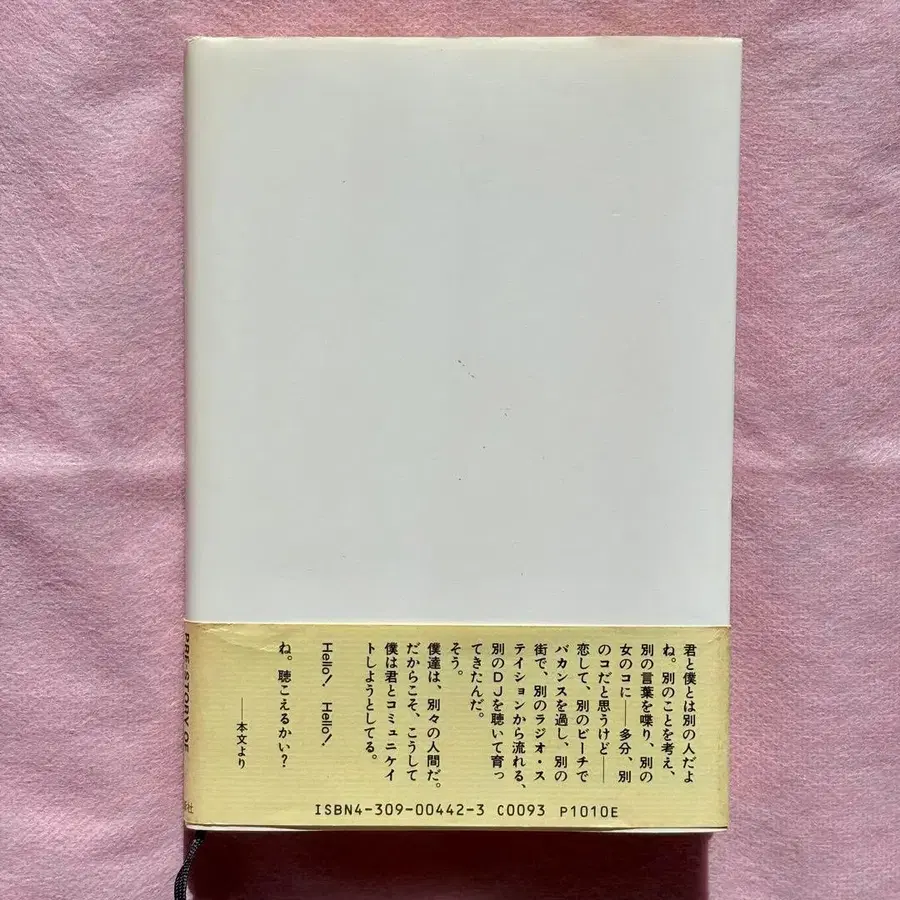 君と僕とは別の人だよ
ね。別のことを考え、
別の言葉を喋り、別の
女のコに――多分、別
のコだと思うけど――
恋して、別のビーチで
バカンスを過し、別の
街で、別のラジオ・ス
テイションから流れる、
別のDJを聴いて育っ
てきたんだ。
そう。
僕達は、別々の人間だ。
だからこそ、こうして
僕は君とコミュニケイ
トしようとしてる。
Hello! Hello!
ね。聴こえるかい?
――本文より
ISBN4-309-00442-3 C0093 P1010E
PRE-STORY OF
社